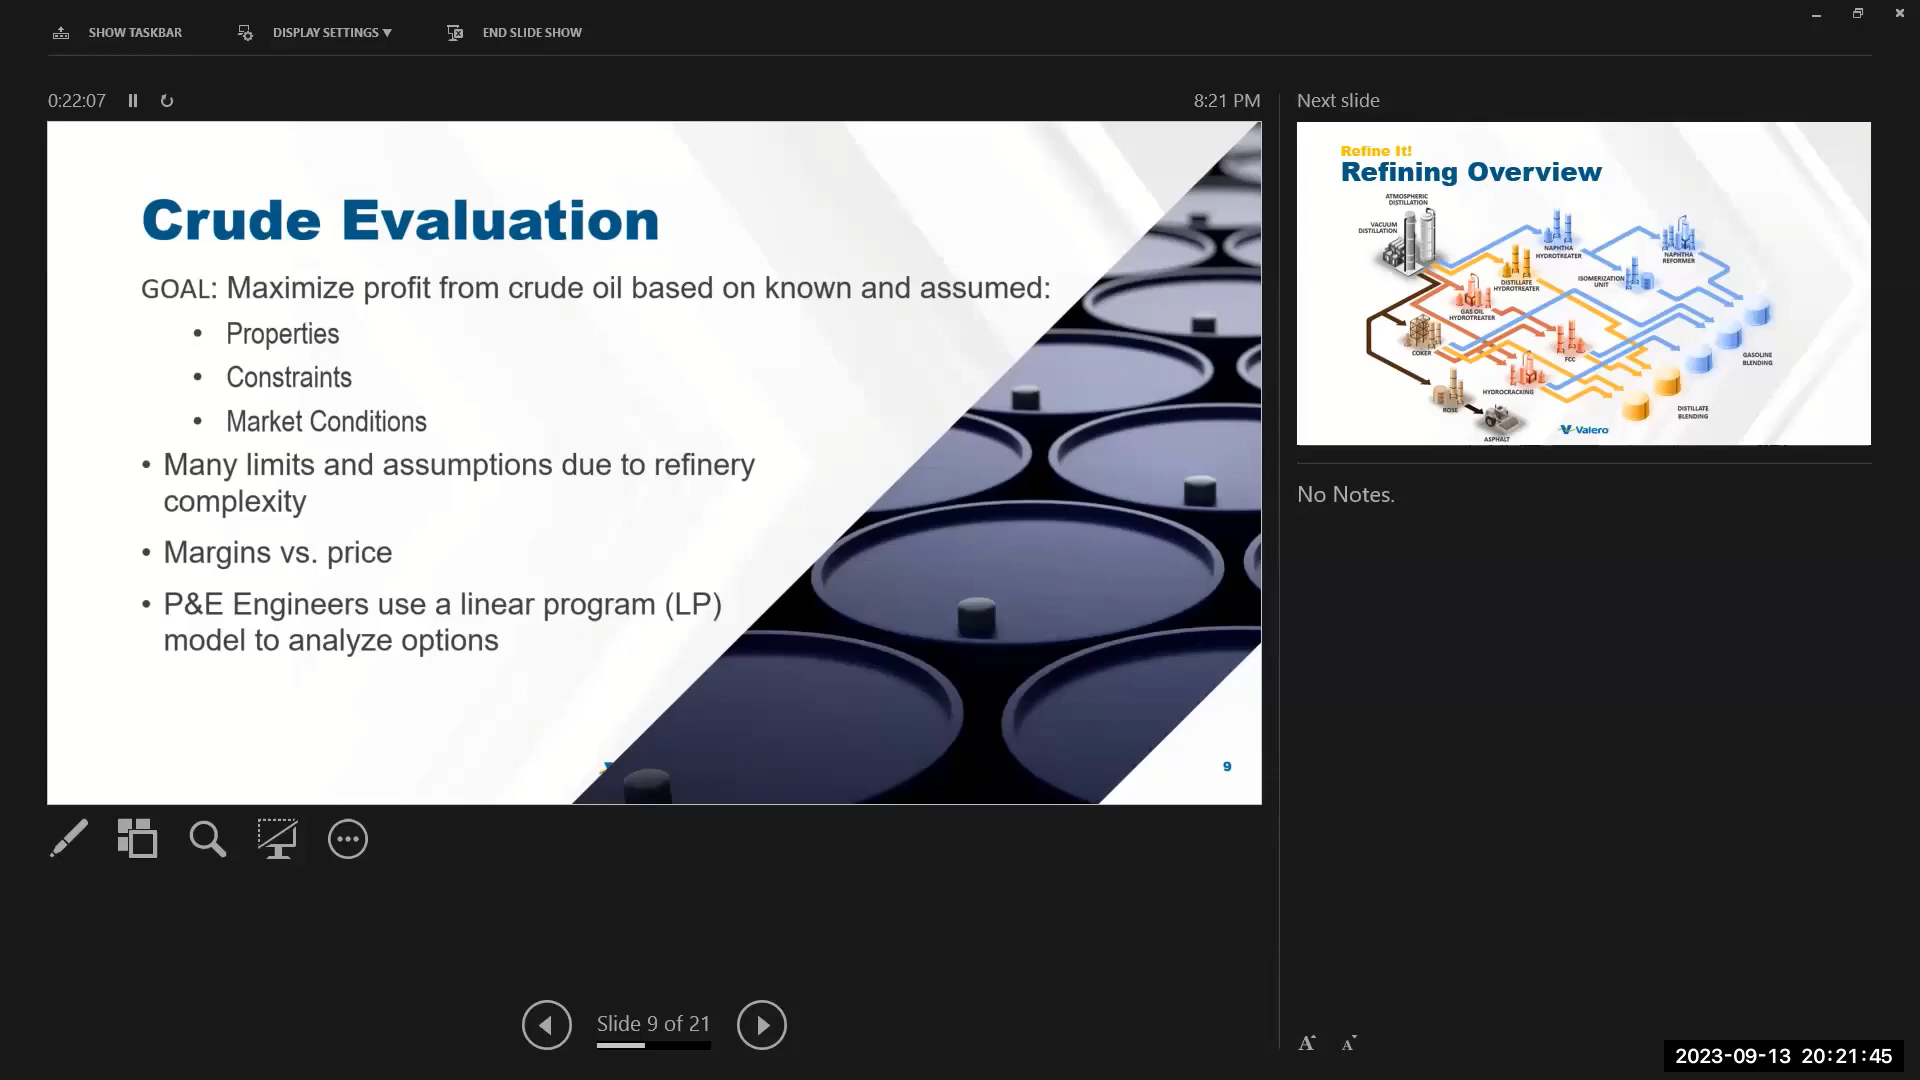 SHOW TASKBAR
DISPLAY SETTINGS ▼
END SLIDE SHOW
0:22:07
8:21 PM
Crude Evaluation
GOAL: Maximize profit from crude oil based on known and assumed:
• Properties
• Constraints
• Market Conditions
• Many limits and assumptions due to refinery
complexity
• Margins vs. price
• P&E Engineers use a linear program (LP)
model to analyze options
9
Next slide
Refine It!
Refining Overview
ATMOSPHERIC
DISTILLATION
VACUUM
DISTILLATION
NAPHTHA
HYDROTREATER
NAPHTHA
REFORMER
ISOMERIZATION
UNIT
DISTILLATE
HYDROTREATER
GAS OIL
HYDROTREATER
COKER
FCC
GASOLINE
BLENDING
HYDROCRACKING
ROSE
DISTILLATE
BLENDING
ASPHALT
Valero
No Notes.
Slide 9 of 21
A A
2023-09-13 20:21:45